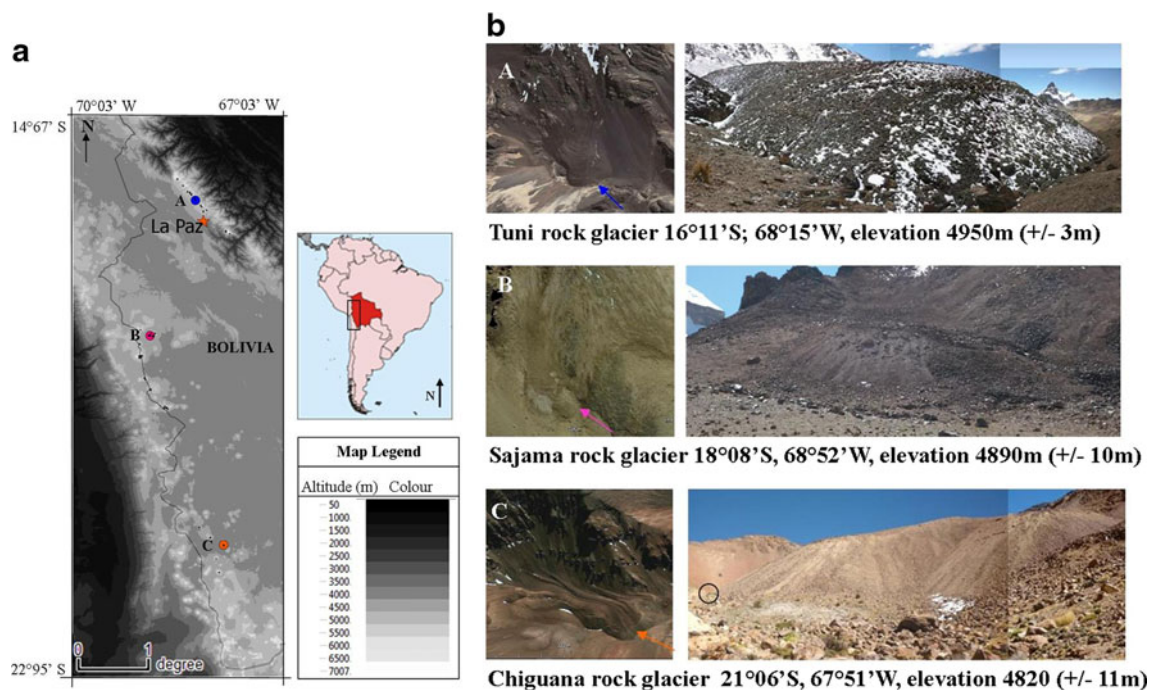 a
70°03' W 67°03' W
14°67' S
N
A
La Paz
B
BOLIVIA
C
0 1
degree
22°95' S
N
Map Legend
Altitude (m) Colour
50
1000
1500
2000
2500
3000
3500
4000
4500
5000
5500
6000
6500
7007
b
A
Tuni rock glacier 16°11'S; 68°15'W, elevation 4950m (+/- 3m)
B
Sajama rock glacier 18°08'S, 68°52'W, elevation 4890m (+/- 10m)
C
Chiguana rock glacier 21°06'S, 67°51'W, elevation 4820 (+/- 11m)